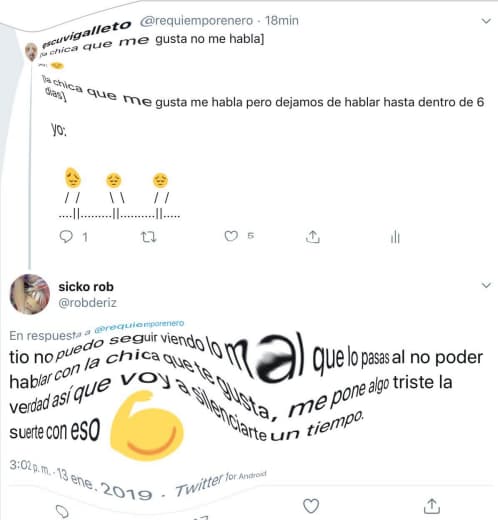 escuvigalleto @requiemporenero · 18min
[la chica que me gusta no me habla]
yo: 😔
[la chica que me gusta me habla pero dejamos de hablar hasta dentro de 6
dias]
yo:
😔 😔 😔
/ / \ \ / /
....||.........||..........||.....
1 5
sicko rob
@robderiz
En respuesta a @requiemporenero
tio no puedo seguir viendo lo mal que lo pasas al no poder
hablar con la chica que te gusta, me pone algo triste la
verdad así que voy a silenciarte un tiempo.
suerte con eso 💪
3:02 p. m. · 13 ene. 2019 · Twitter for Android